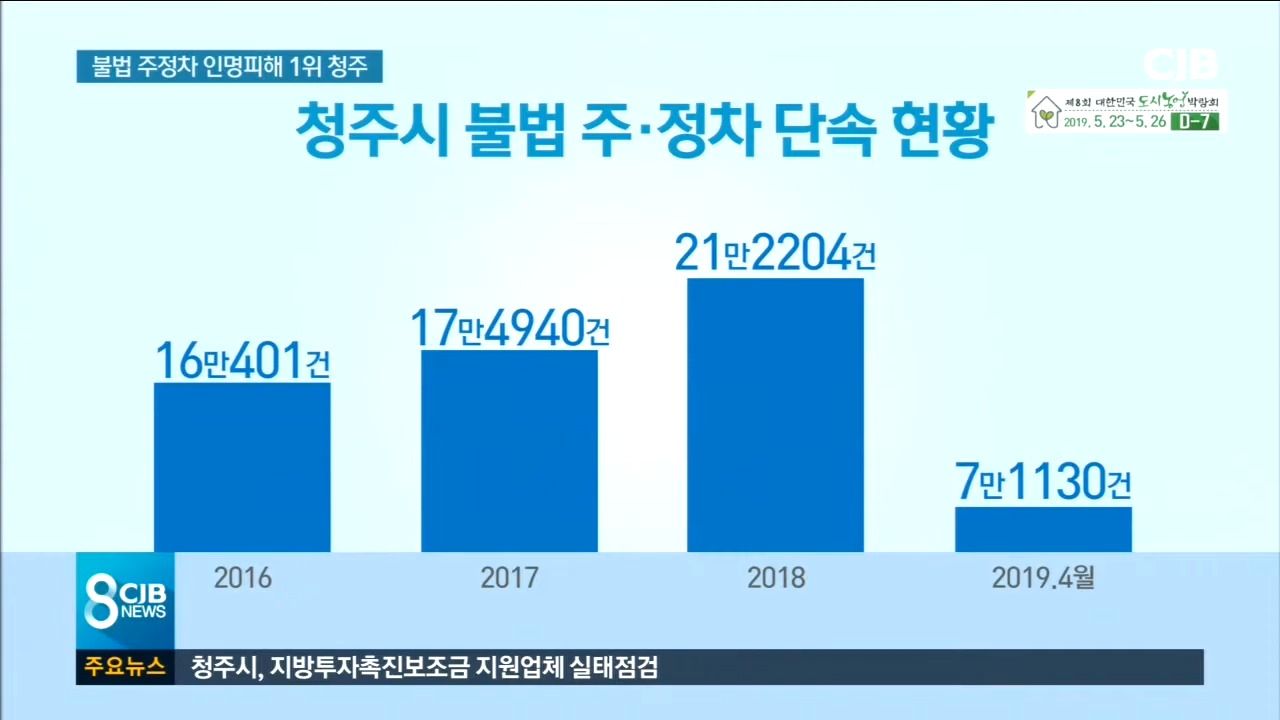 불법 주정차 인명피해 1위 청주
CJB
제8회 대한민국 도시농업박람회
2019. 5. 23~5. 26 D-7
청주시 불법 주·정차 단속 현황
16만401건
17만4940건
21만2204건
7만1130건
2016
2017
2018
2019.4월
8 CJB NEWS
주요뉴스 청주시, 지방투자촉진보조금 지원업체 실태점검